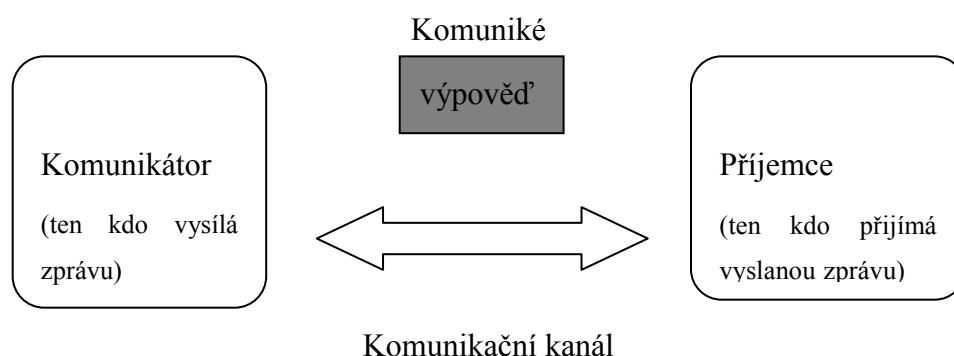 Komuniké
výpověď
Komunikátor
(ten kdo vysílá
zprávu)
Příjemce
(ten kdo přijímá
vyslanou zprávu)
Komunikační kanál